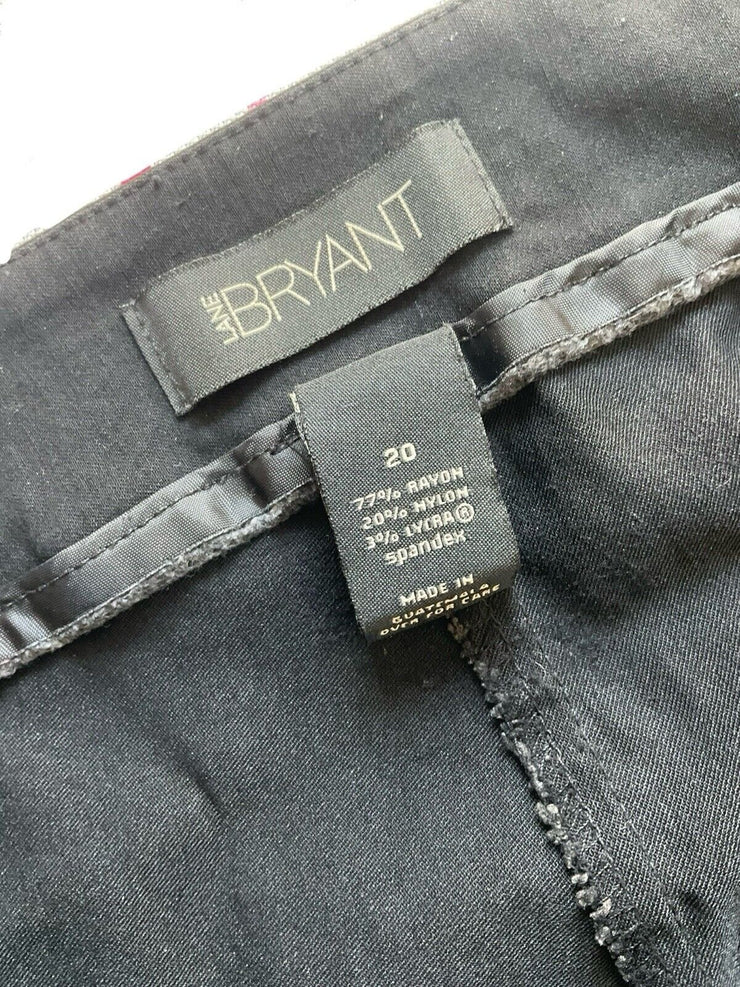 LANE BRYANT
20
77% RAYON
20% NYLON
3% LYCRA®
spandex
MADE IN
GUATEMALA
OVER FOR CARE